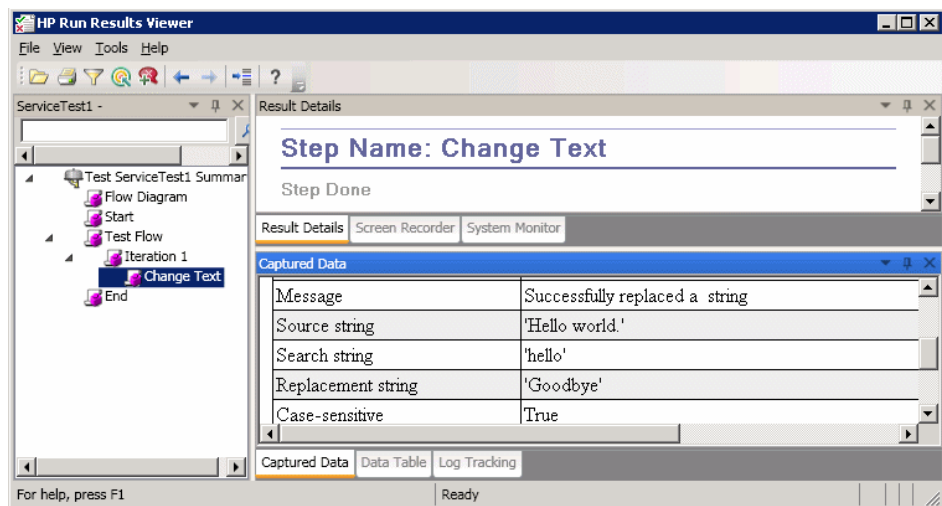 HP Run Results Viewer
File View Tools Help
ServiceTest1 -
Test ServiceTest1 Summar
Flow Diagram
Start
Test Flow
Iteration 1
Change Text
End
Result Details
Step Name: Change Text
Step Done
Result Details Screen Recorder System Monitor
Captured Data
Message Successfully replaced a string
Source string 'Hello world.'
Search string 'hello'
Replacement string 'Goodbye'
Case-sensitive True
Captured Data Data Table Log Tracking
For help, press F1 Ready